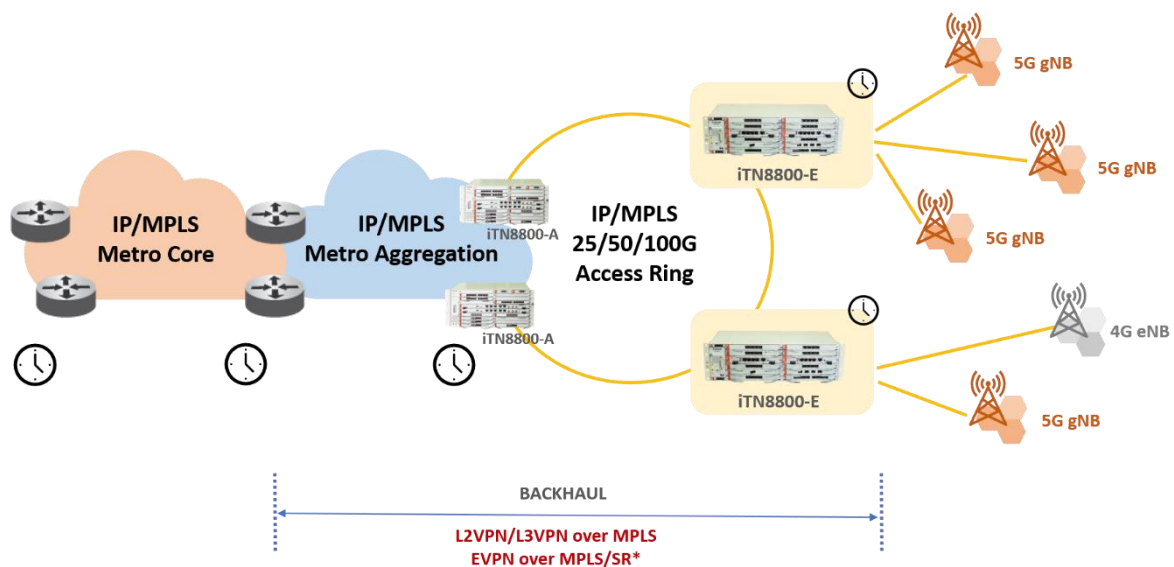 5G gNB
iTN8800-E
5G gNB
IP/MPLS
Metro Core
IP/MPLS
Metro Aggregation
iTN8800-A
IP/MPLS
25/50/100G
Access Ring
5G gNB
iTN8800-A
4G eNB
iTN8800-E
5G gNB
BACKHAUL
L2VPN/L3VPN over MPLS
EVPN over MPLS/SR*